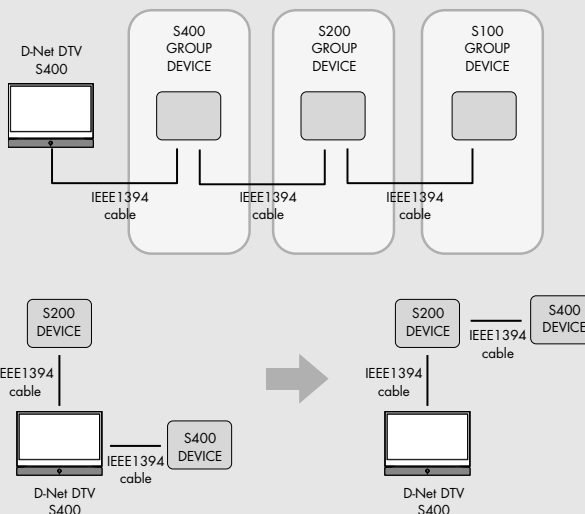 D-Net DTV
S400
S400
GROUP
DEVICE
S200
GROUP
DEVICE
S100
GROUP
DEVICE
IEEE1394
cable
IEEE1394
cable
IEEE1394
cable
S200
DEVICE
EEE1394
cable
S400
DEVICE
IEEE1394
cable
D-Net DTV
S400
S200
DEVICE
S400
DEVICE
IEEE1394
cable
IEEE1394
cable
D-Net DTV
S400